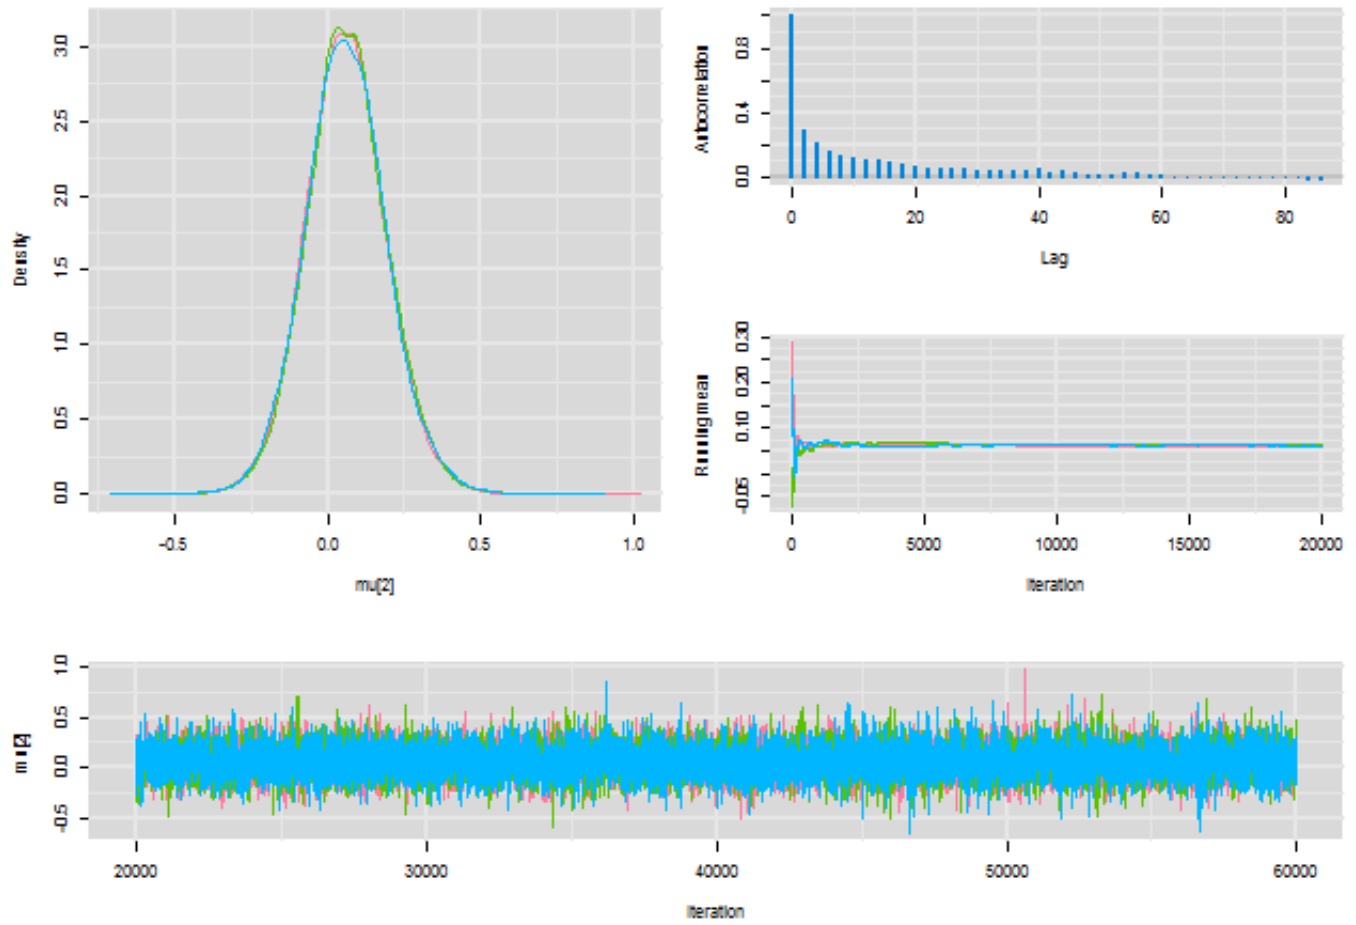 Density
0.0 0.5 1.0 1.5 2.0 2.5 3.0
-0.5 0.0 0.5 1.0
mu[2]
Autocorrelation
0.0 0.4 0.8
0 20 40 60 80
Lag
Running mean
-0.05 0.10 0.20 0.30
0 5000 10000 15000 20000
Iteration
mu[2]
-0.5 0.0 0.5 1.0
20000 30000 40000 50000 60000
Iteration